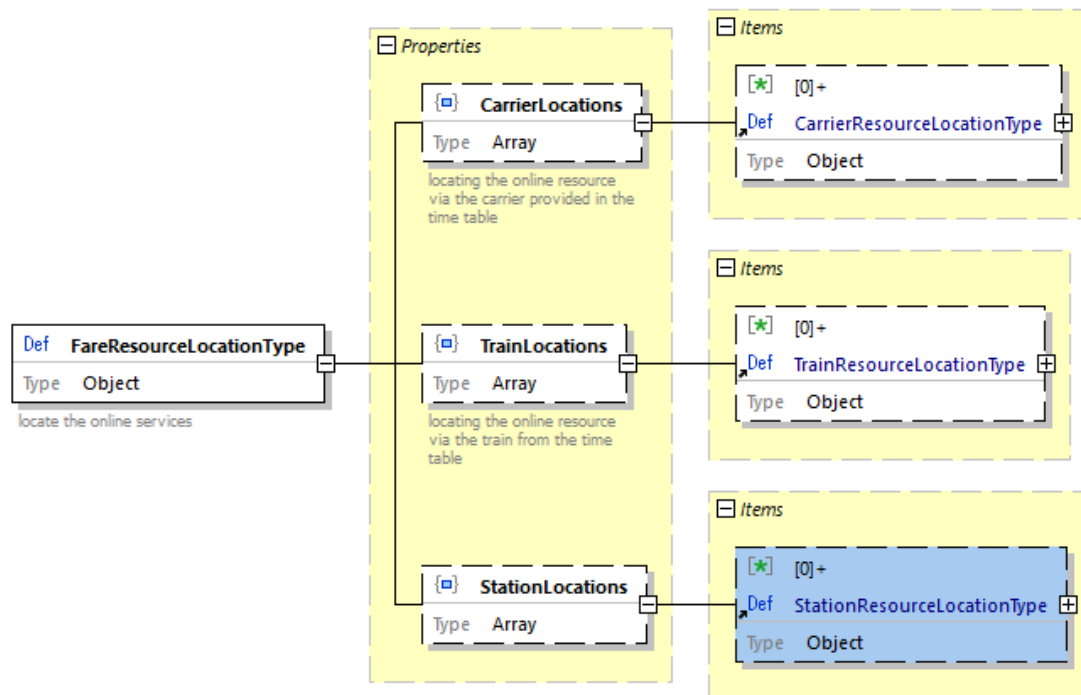 Def FareResourceLocationType
Type Object
locate the online services
Properties
CarrierLocations
Type Array
locating the online resource
via the carrier provided in the
time table
TrainLocations
Type Array
locating the online resource
via the train from the time
table
StationLocations
Type Array
Items
[*] [0]+
Def CarrierResourceLocationType
Type Object
Items
[*] [0]+
Def TrainResourceLocationType
Type Object
Items
[*] [0]+
Def StationResourceLocationType
Type Object